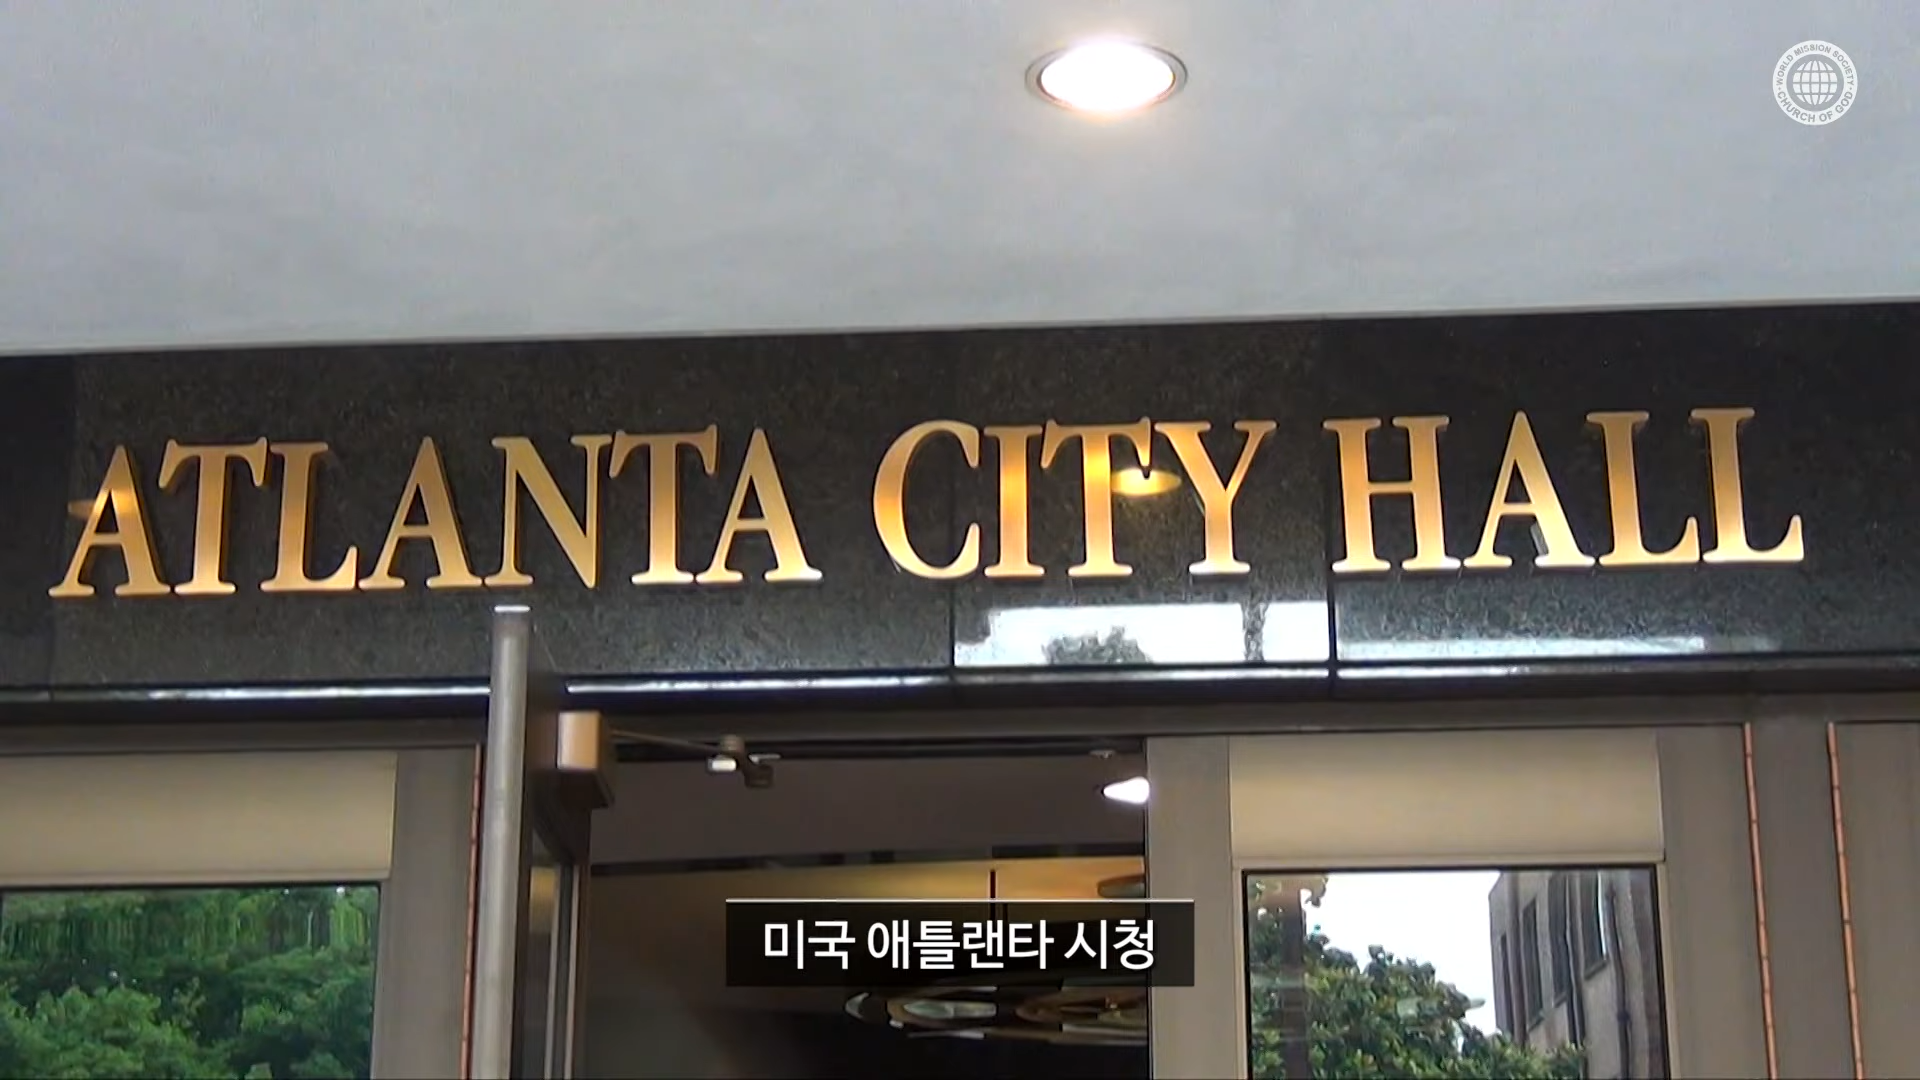 WORLD MISSION SOCIETY
CHURCH OF GOD
ATLANTA CITY HALL
미국 애틀랜타 시청